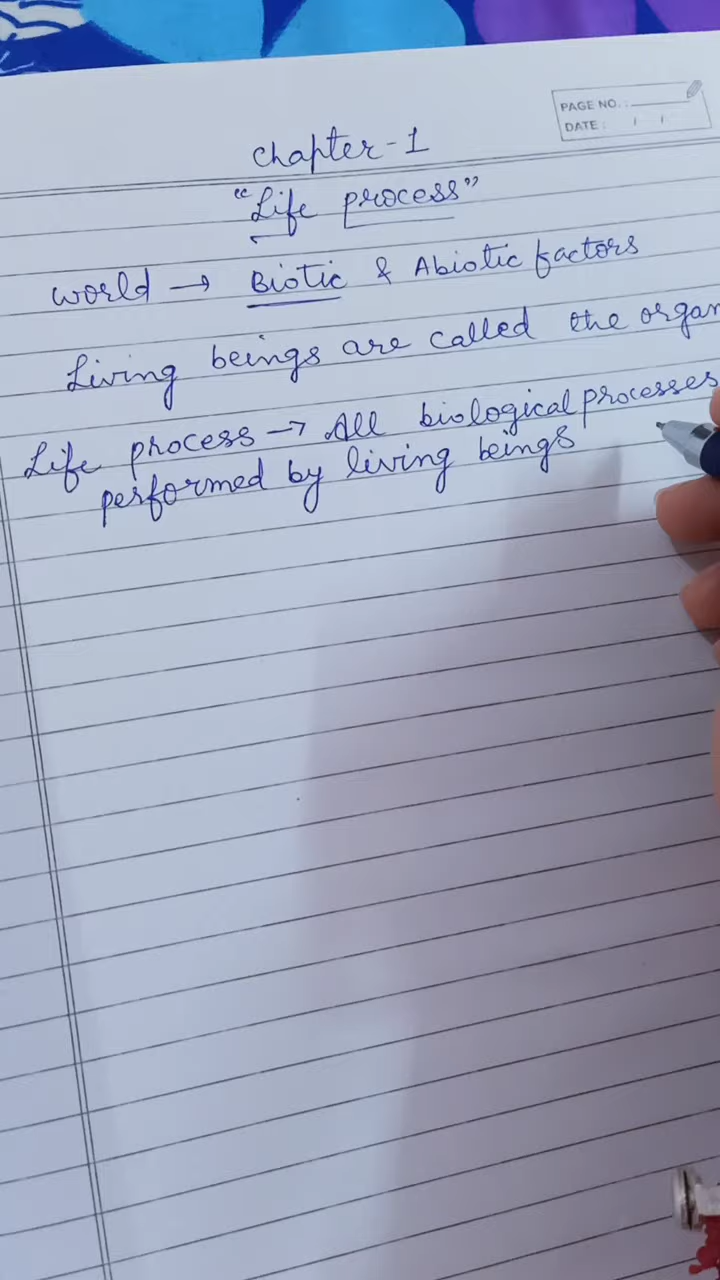 PAGE NO. :
DATE : / /
Chapter-1
"Life process"
world → Biotic & Abiotic factors
Living beings are called the organ
Life process → All biological processes
performed by living beings